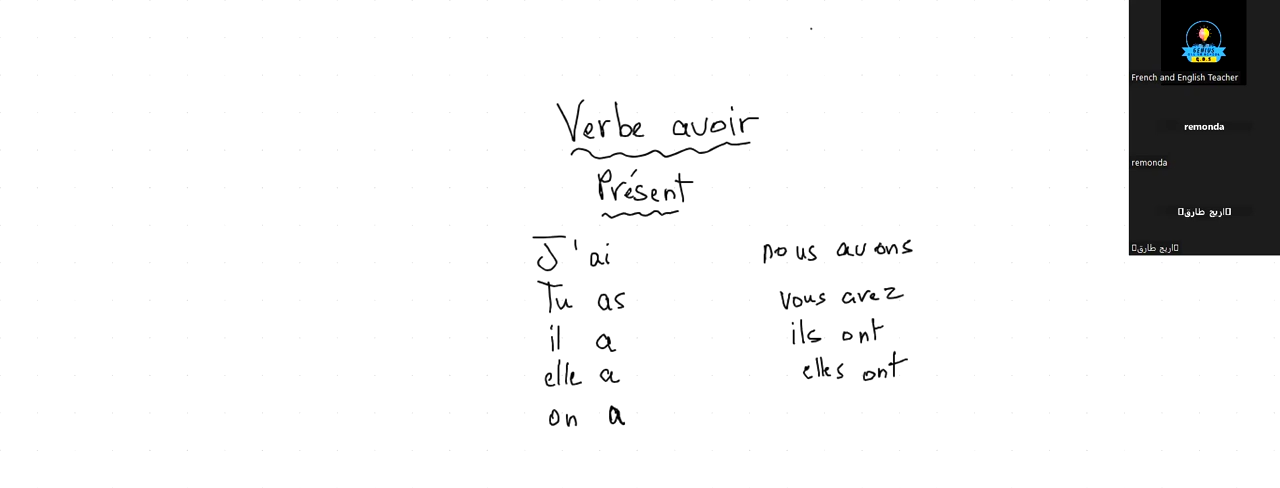 Verbe avoir
Présent
J'ai
Tu as
il a
elle a
on a
nous avons
vous avez
ils ont
elles ont
GENIUS
G.B.S
French and English Teacher
remonda
remonda
اريج طارق
اريج طارق